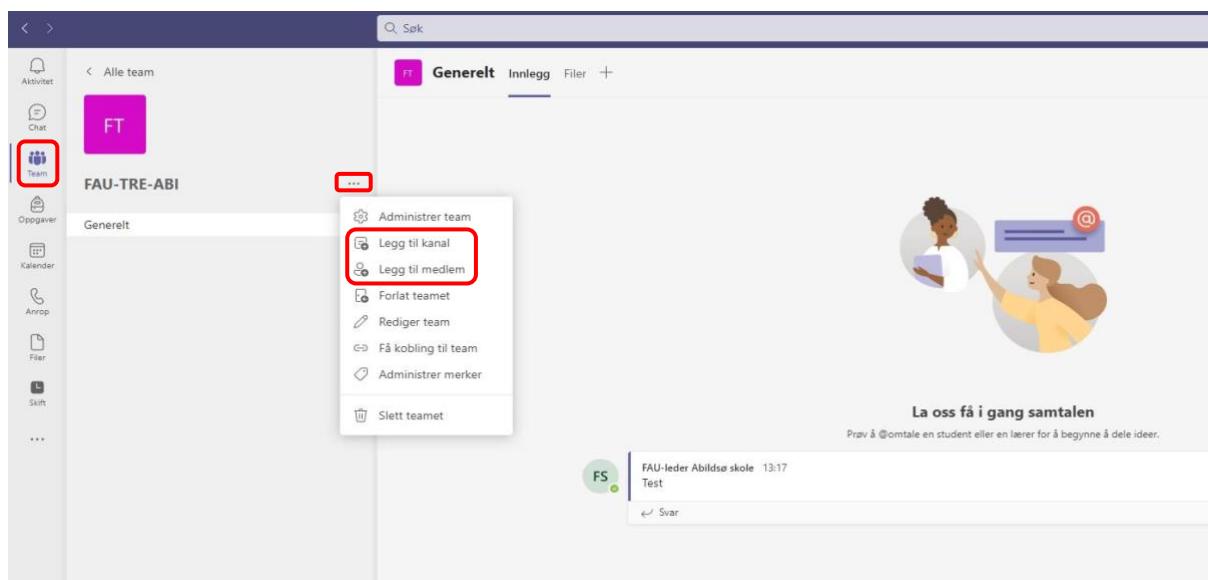 Søk
Aktivitet
Chat
Team
Oppgaver
Kalender
Anrop
Filer
Skift
Alle team
FT
FAU-TRE-ABI
Generelt
Administrer team
Legg til kanal
Legg til medlem
Forlat teamet
Rediger team
Få kobling til team
Administrer merker
Slett teamet
FT Generelt Innlegg Filer
@
La oss få i gang samtalen
Prøv å @omtale en student eller en lærer for å begynne å dele ideer.
FS
FAU-leder Abildsø skole 13:17
Test
Svar